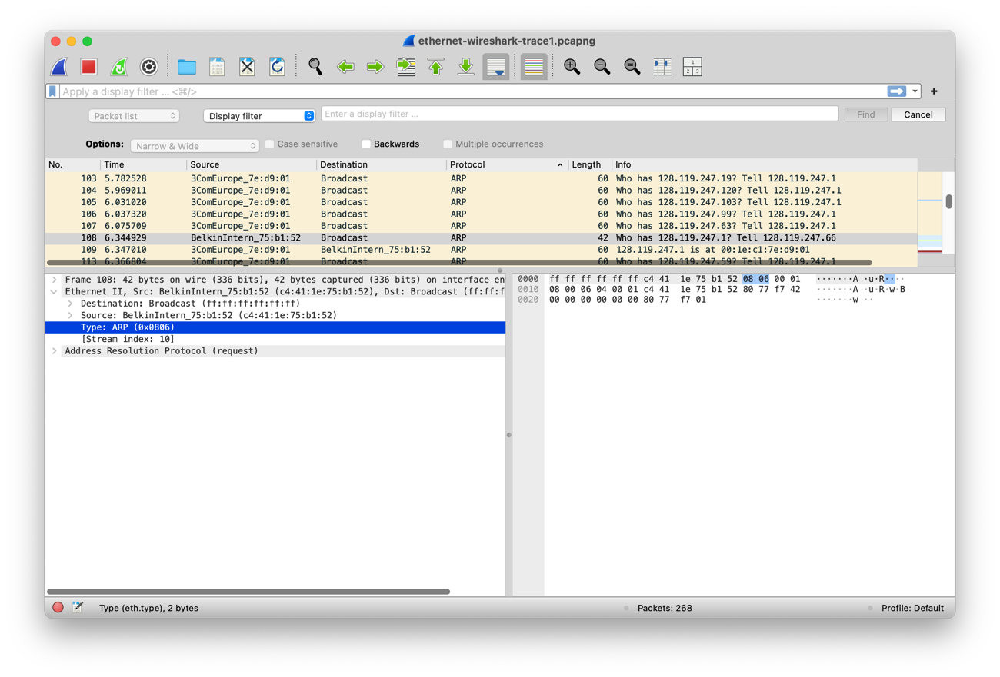 ethernet-wireshark-trace1.pcapng
1
2 3
Apply a display filter ... <⌘/>
+
Packet list
Display filter
Enter a display filter ...
Find
Cancel
Options:
Narrow & Wide
Case sensitive
Backwards
Multiple occurrences
No. Time Source Destination Protocol Length Info
103 5.782528 3ComEurope_7e:d9:01 Broadcast ARP 60 Who has 128.119.247.19? Tell 128.119.247.1
104 5.969011 3ComEurope_7e:d9:01 Broadcast ARP 60 Who has 128.119.247.120? Tell 128.119.247.1
105 6.031020 3ComEurope_7e:d9:01 Broadcast ARP 60 Who has 128.119.247.103? Tell 128.119.247.1
106 6.037320 3ComEurope_7e:d9:01 Broadcast ARP 60 Who has 128.119.247.99? Tell 128.119.247.1
107 6.075709 3ComEurope_7e:d9:01 Broadcast ARP 60 Who has 128.119.247.63? Tell 128.119.247.1
108 6.344929 BelkinIntern_75:b1:52 Broadcast ARP 42 Who has 128.119.247.1? Tell 128.119.247.66
109 6.347010 3ComEurope_7e:d9:01 BelkinIntern_75:b1:52 ARP 60 128.119.247.1 is at 00:1e:c1:7e:d9:01
113 6.366804 3ComEurope_7e:d9:01 Broadcast ARP 60 Who has 128.119.247.59? Tell 128.119.247.1
Frame 108: 42 bytes on wire (336 bits), 42 bytes captured (336 bits) on interface en
Ethernet II, Src: BelkinIntern_75:b1:52 (c4:41:1e:75:b1:52), Dst: Broadcast (ff:ff:f
Destination: Broadcast (ff:ff:ff:ff:ff:ff)
Source: BelkinIntern_75:b1:52 (c4:41:1e:75:b1:52)
Type: ARP (0x0806)
[Stream index: 10]
Address Resolution Protocol (request)
0000 ff ff ff ff ff ff c4 41 1e 75 b1 52 08 06 00 01 ·······A ·u·R····
0010 08 00 06 04 00 01 c4 41 1e 75 b1 52 80 77 f7 42 ·······A ·u·R·w·B
0020 00 00 00 00 00 00 80 77 f7 01 ·······w ··
Type (eth.type), 2 bytes
Packets: 268
Profile: Default